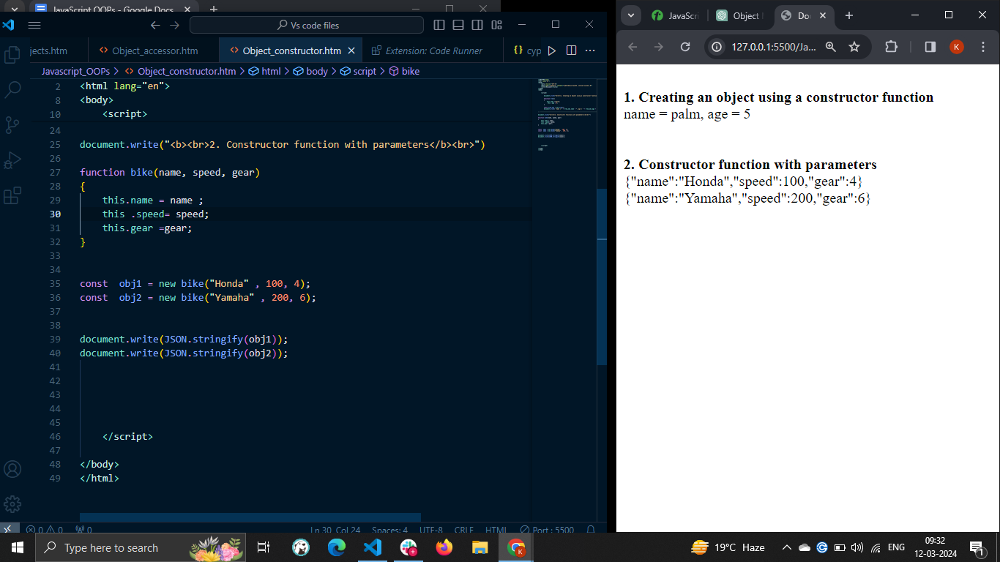 JavaScript OOPs - Google Docs
Vs code files
jects.htm
Object_accessor.htm
Object_constructor.htm
Extension: Code Runner
cyp
Javascript_OOPs > Object_constructor.htm > html > body > script > bike
2 <html lang="en">
8 <body>
10 <script>
24
25 document.write("<b><br>2. Constructor function with parameters</b><br>")
26
27 function bike(name, speed, gear)
28 {
29 this.name = name ;
30 this .speed= speed;
31 this.gear =gear;
32 }
33
34
35 const  obj1 = new bike("Honda" , 100, 4);
36 const  obj2 = new bike("Yamaha" , 200, 6);
37
38
39 document.write(JSON.stringify(obj1));
40 document.write(JSON.stringify(obj2));
41
42
43
44
45
46 </script>
47
48 </body>
49 </html>
0 0 0
Ln 30, Col 24
Spaces: 4
UTF-8
CRLF
HTML
Port : 5500
JavaScri
Object
Doc
127.0.0.1:5500/Ja...
K
1. Creating an object using a constructor function
name = palm, age = 5
2. Constructor function with parameters
{"name":"Honda","speed":100,"gear":4}
{"name":"Yamaha","speed":200,"gear":6}
Type here to search
19°C Haze
ENG
09:32
12-03-2024
1